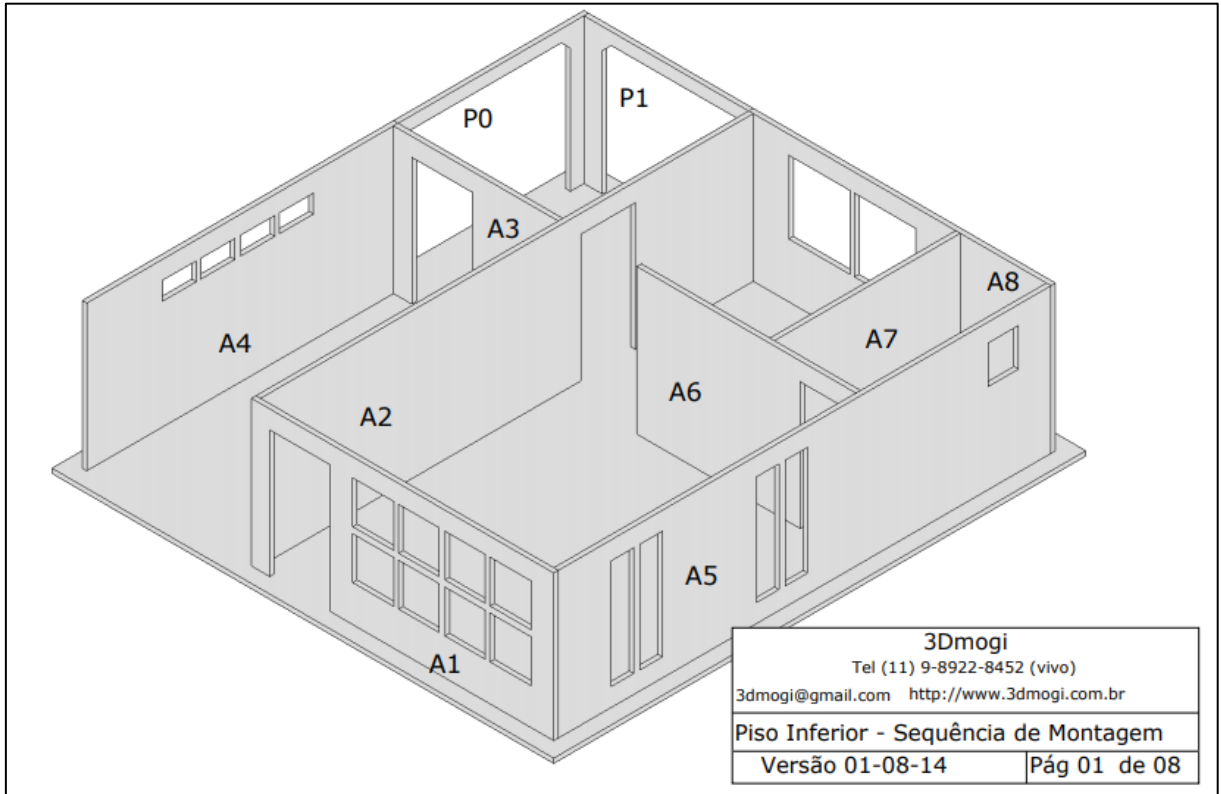 P0
P1
A3
A8
A4
A7
A6
A2
A5
A1
3Dmogi
Tel (11) 9-8922-8452 (vivo)
3dmogi@gmail.com http://www.3dmogi.com.br
Piso Inferior - Sequência de Montagem
Versão 01-08-14
Pág 01 de 08